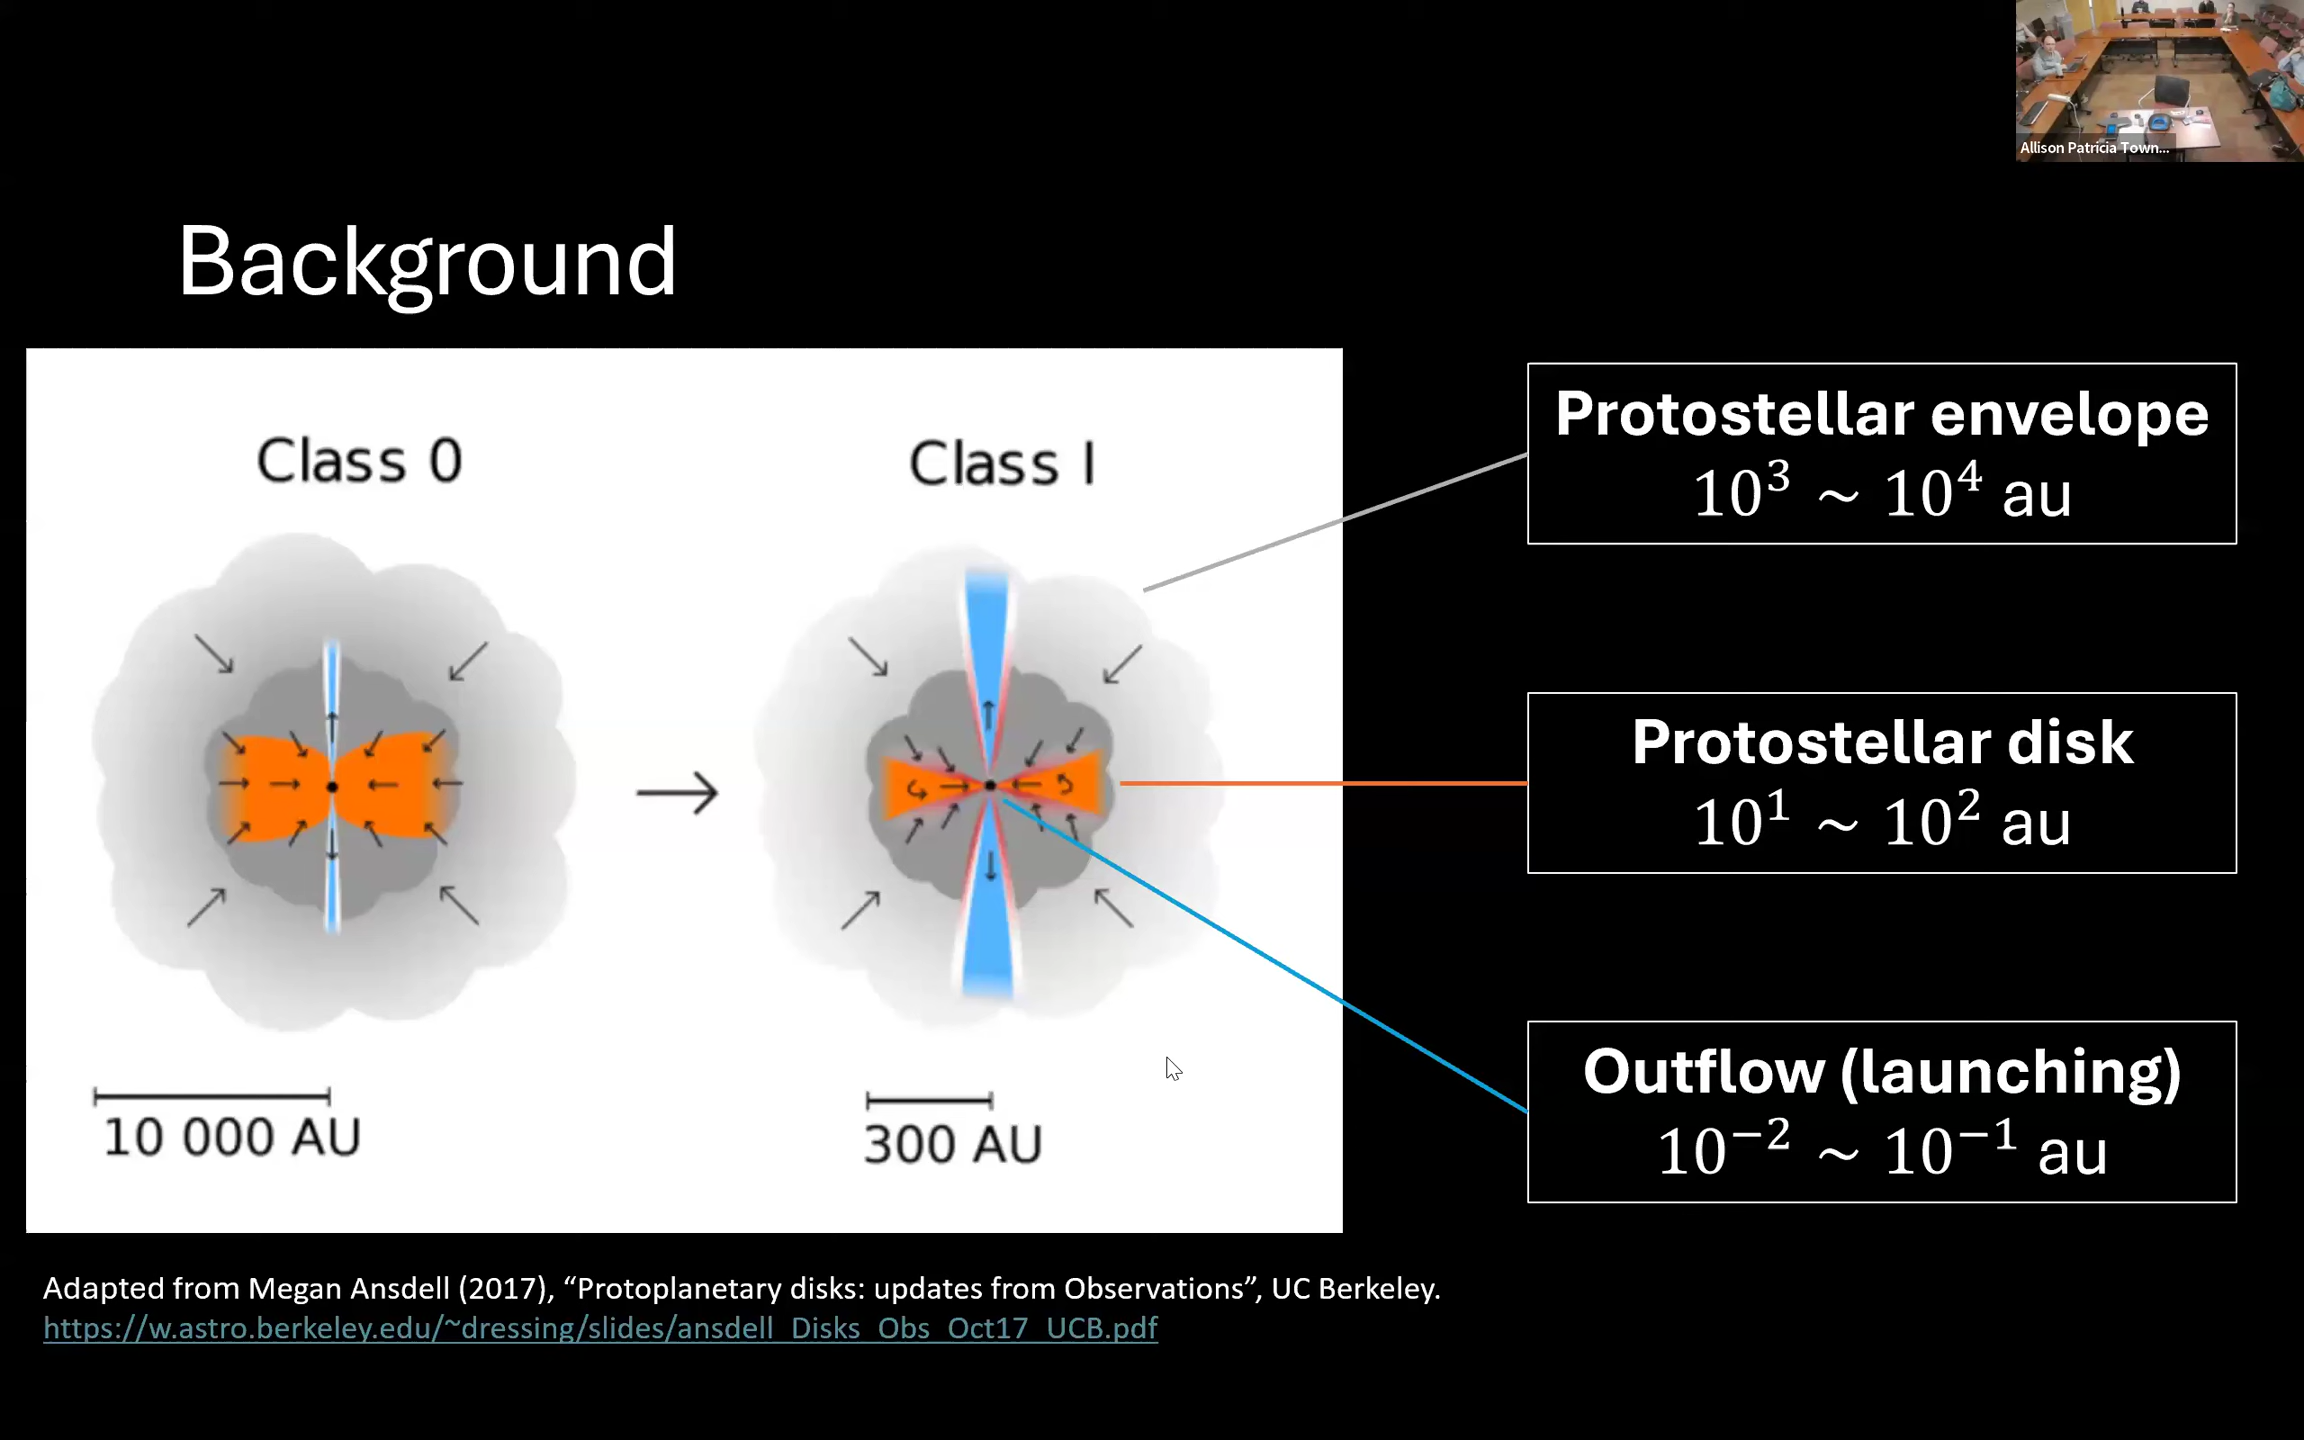 Allison Patricia Town...
Background
Class 0
Class I
10 000 AU
300 AU
Protostellar envelope
10³ ~ 10⁴ au
Protostellar disk
10¹ ~ 10² au
Outflow (launching)
10⁻² ~ 10⁻¹ au
Adapted from Megan Ansdell (2017), “Protoplanetary disks: updates from Observations”, UC Berkeley.
https://w.astro.berkeley.edu/~dressing/slides/ansdell_Disks_Obs_Oct17_UCB.pdf